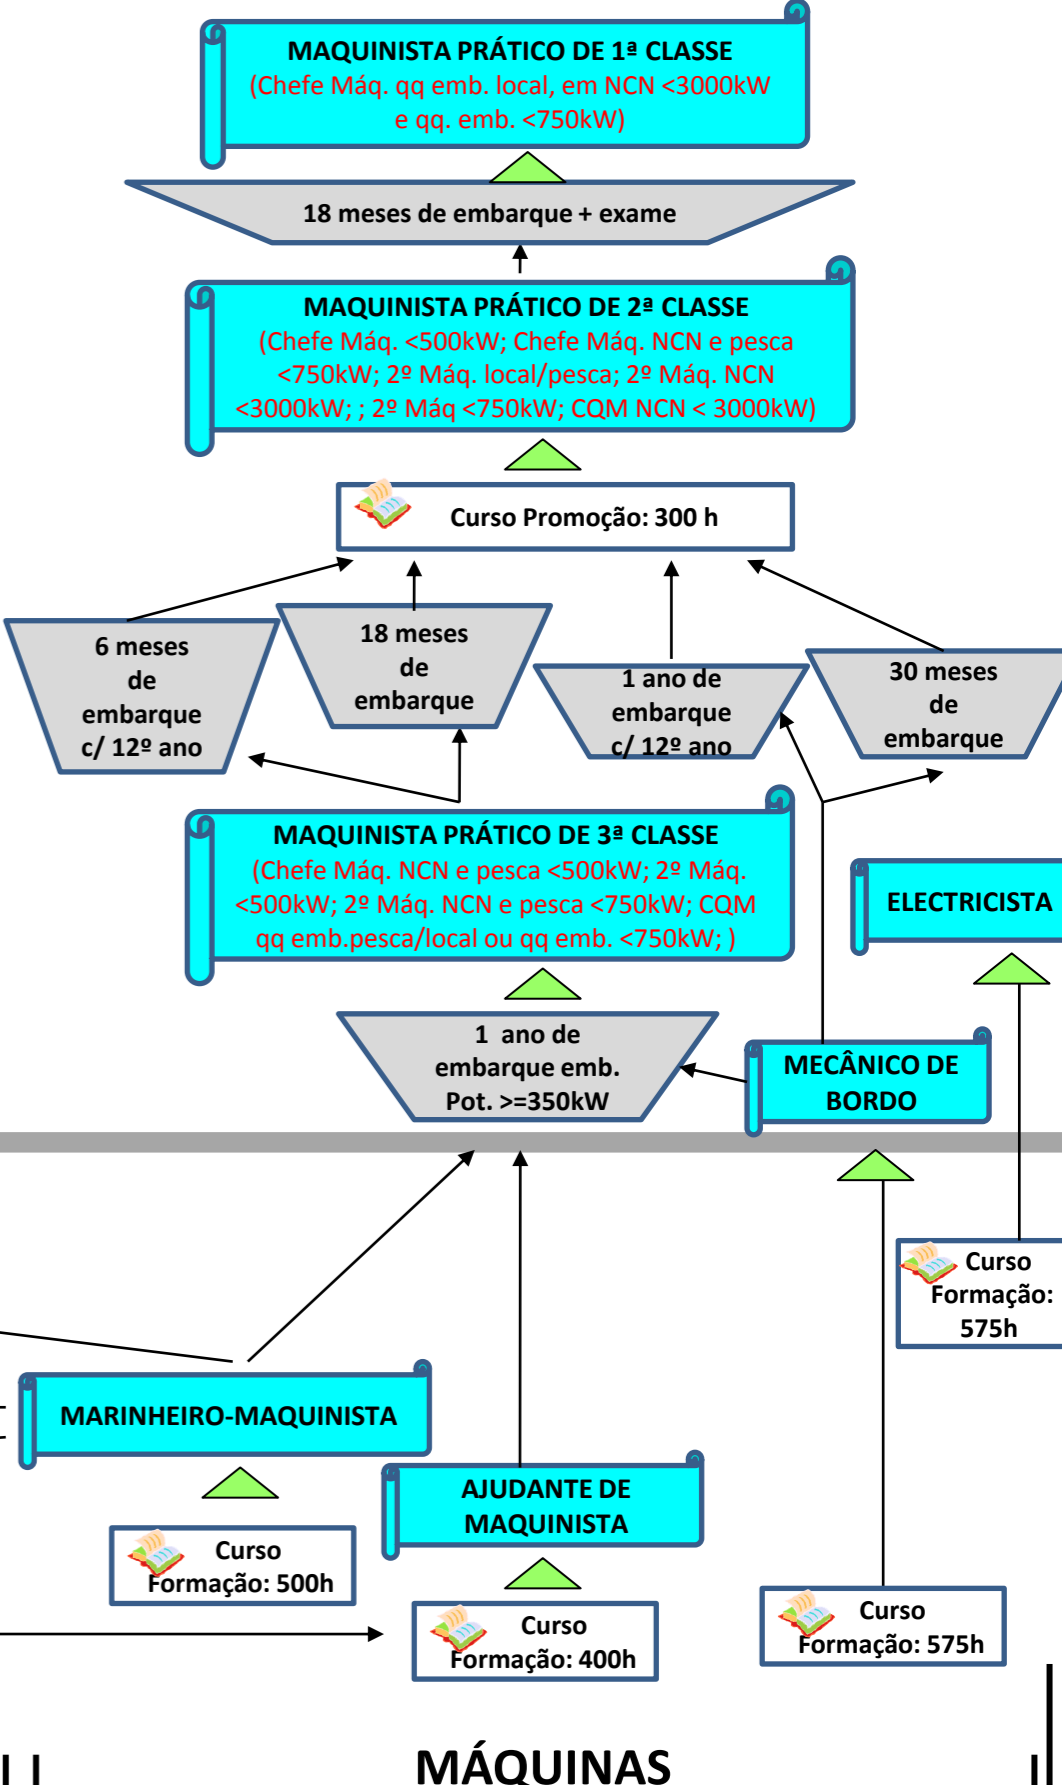 MAQUINISTA PRÁTICO DE 1ª CLASSE
(Chefe Máq. qq emb. local, em NCN <3000kW
e qq. emb. <750kW)
18 meses de embarque + exame
MAQUINISTA PRÁTICO DE 2ª CLASSE
(Chefe Máq. <500kW; Chefe Máq. NCN e pesca
<750kW; 2º Máq. local/pesca; 2º Máq. NCN
<3000kW; ; 2º Máq <750kW; CQM NCN < 3000kW)
Curso Promoção: 300 h
6 meses
de
embarque
c/ 12º ano
18 meses
de
embarque
1 ano de
embarque
c/ 12º ano
30 meses
de
embarque
MAQUINISTA PRÁTICO DE 3ª CLASSE
(Chefe Máq. NCN e pesca <500kW; 2º Máq.
<500kW; 2º Máq. NCN e pesca <750kW; CQM
qq emb.pesca/local ou qq emb. <750kW; )
ELECTRICISTA
1 ano de
embarque emb.
Pot. >=350kW
MECÂNICO DE
BORDO
Curso
Formação:
575h
MARINHEIRO-MAQUINISTA
AJUDANTE DE
MAQUINISTA
Curso
Formação: 500h
Curso
Formação: 400h
Curso
Formação: 575h
MÁQUINAS